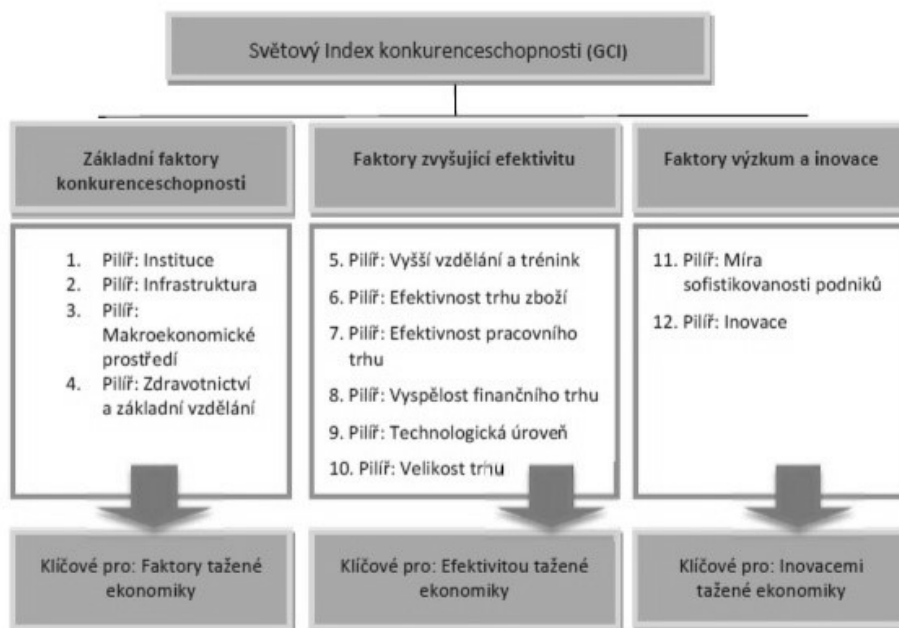 Světový Index konkurenceschopnosti (GCI)
Základní faktory
konkurenceschopnosti
1. Pilíř: Instituce
2. Pilíř: Infrastruktura
3. Pilíř:
Makroekonomické
prostředí
4. Pilíř: Zdravotnictví
a základní vzdělání
Klíčové pro: Faktory tažené
ekonomiky
Faktory zvyšující efektivitu
5. Pilíř: Vyšší vzdělání a trénink
6. Pilíř: Efektivnost trhu zboží
7. Pilíř: Efektivnost pracovního
trhu
8. Pilíř: Vyspělost finančního trhu
9. Pilíř: Technologická úroveň
10. Pilíř: Velikost trhu
Klíčové pro: Efektivitou tažené
ekonomiky
Faktory výzkum a inovace
11. Pilíř: Míra
sofistikovanosti podniků
12. Pilíř: Inovace
Klíčové pro: Inovacemi
tažené ekonomiky